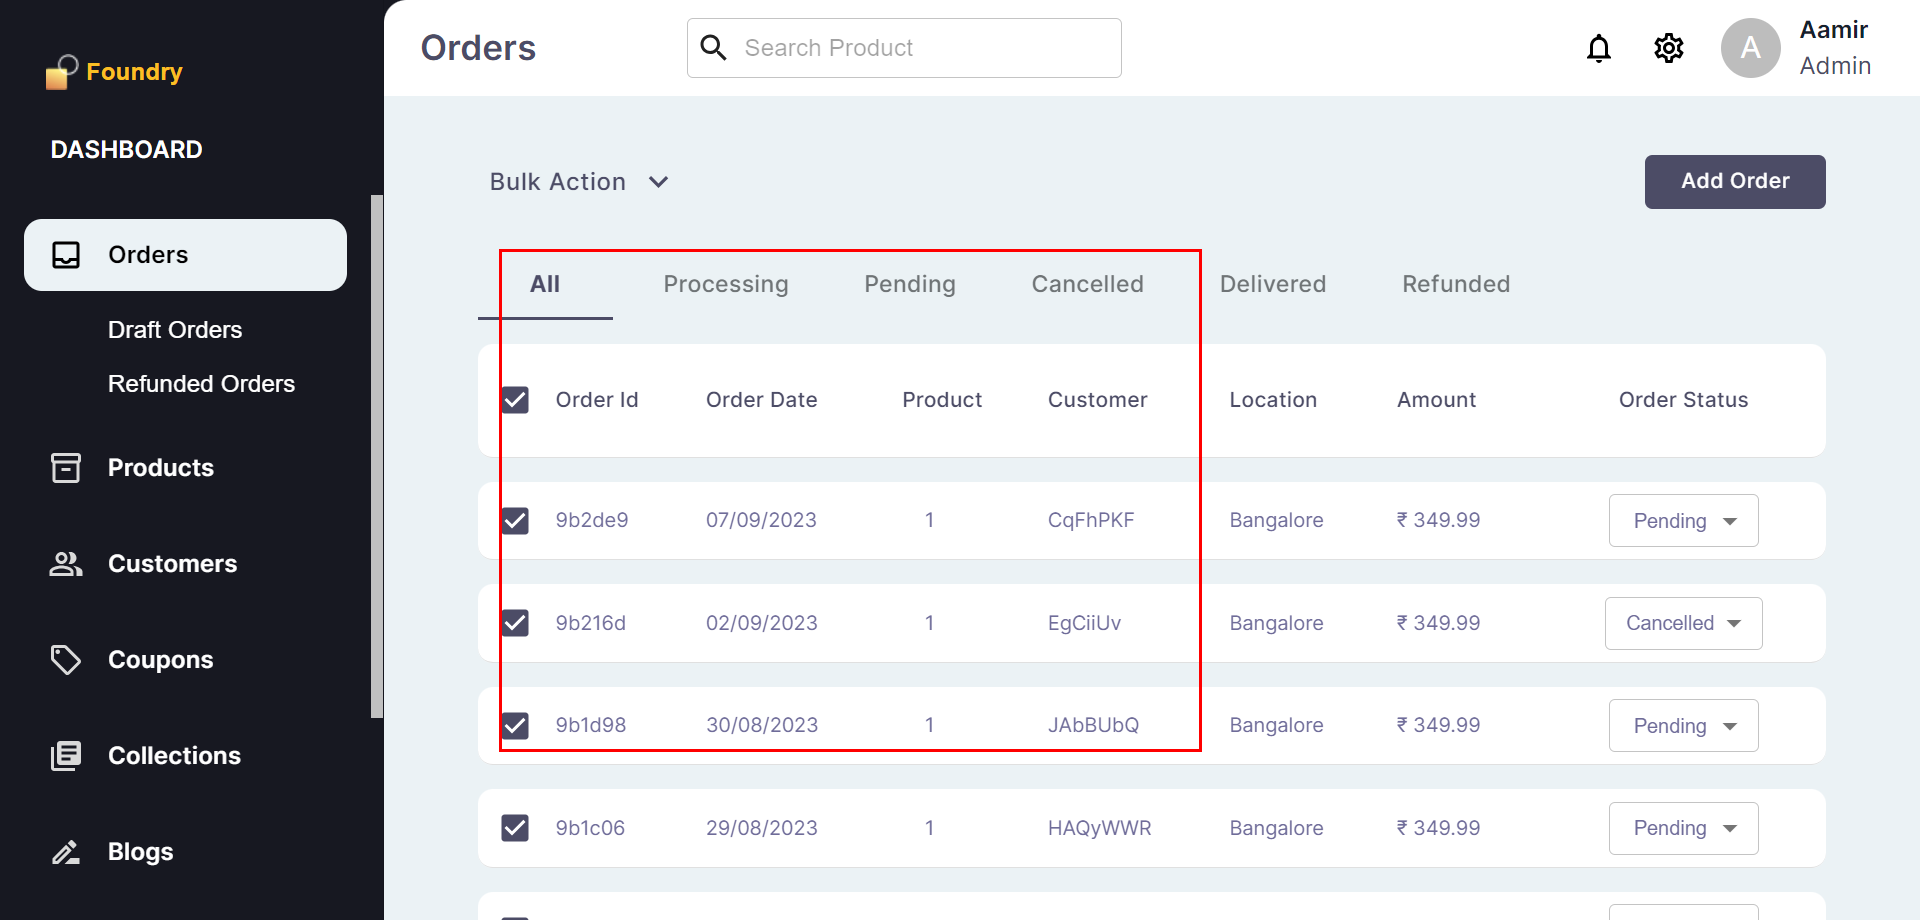 Foundry
DASHBOARD
Orders
Draft Orders
Refunded Orders
Products
Customers
Coupons
Collections
Blogs
Orders
Search Product
A
Aamir
Admin
Bulk Action
Add Order
All Processing Pending Cancelled Delivered Refunded
Order Id Order Date Product Customer Location Amount Order Status
9b2de9 07/09/2023 1 CqFhPKF Bangalore ₹ 349.99 Pending
9b216d 02/09/2023 1 EgCiiUv Bangalore ₹ 349.99 Cancelled
9b1d98 30/08/2023 1 JAbBUbQ Bangalore ₹ 349.99 Pending
9b1c06 29/08/2023 1 HAQyWWR Bangalore ₹ 349.99 Pending